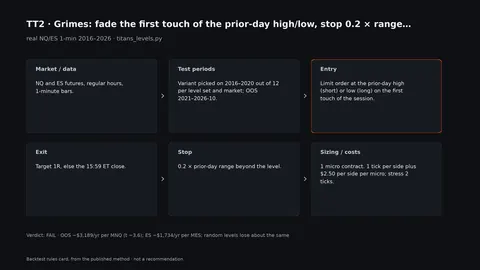 TT2 · Grimes: fade the first touch of the prior-day high/low, stop 0.2 × range...
real NQ/ES 1-min 2016–2026 · titans_levels.py
Market / data
NQ and ES futures, regular hours,
1-minute bars.
Test periods
Variant picked on 2016–2020 out of 12
per level set and market; OOS
2021–2026-10.
Entry
Limit order at the prior-day high
(short) or low (long) on the first
touch of the session.
Exit
Target 1R, else the 15:59 ET close.
Stop
0.2 × prior-day range beyond the level.
Sizing / costs
1 micro contract. 1 tick per side plus
$2.50 per side per micro; stress 2
ticks.
Verdict: FAIL · OOS −$3,189/yr per MNQ (t −3.6); ES −$1,734/yr per MES; random levels love about the same
Backtest rules card, from the published method · not a recommendation.